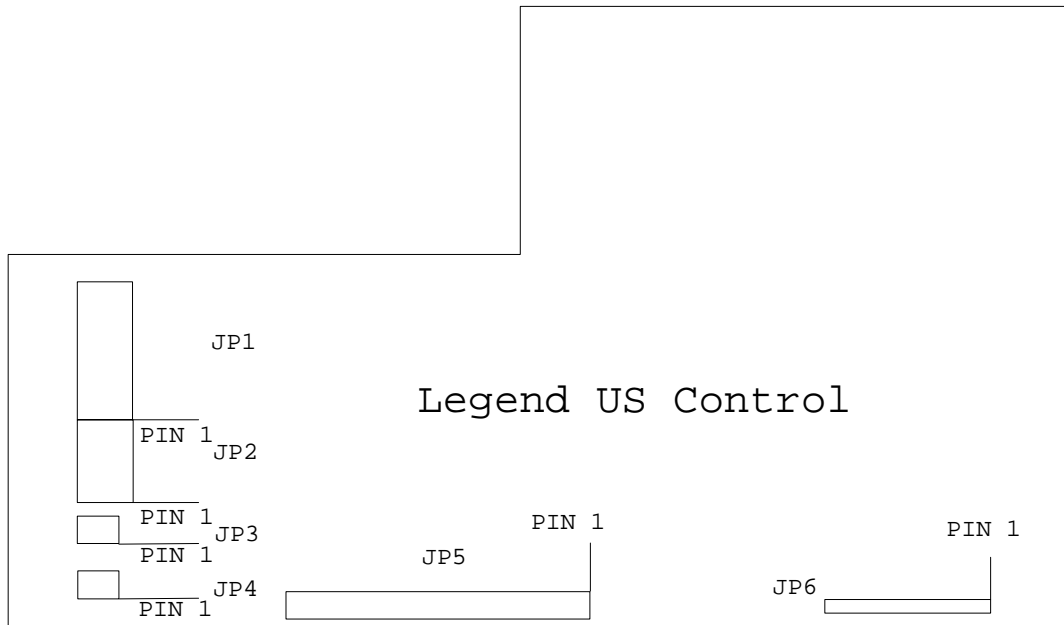 JP1
Legend US Control
PIN 1
JP2
PIN 1
JP3
PIN 1
PIN 1
JP5
PIN 1
JP6
JP4
PIN 1